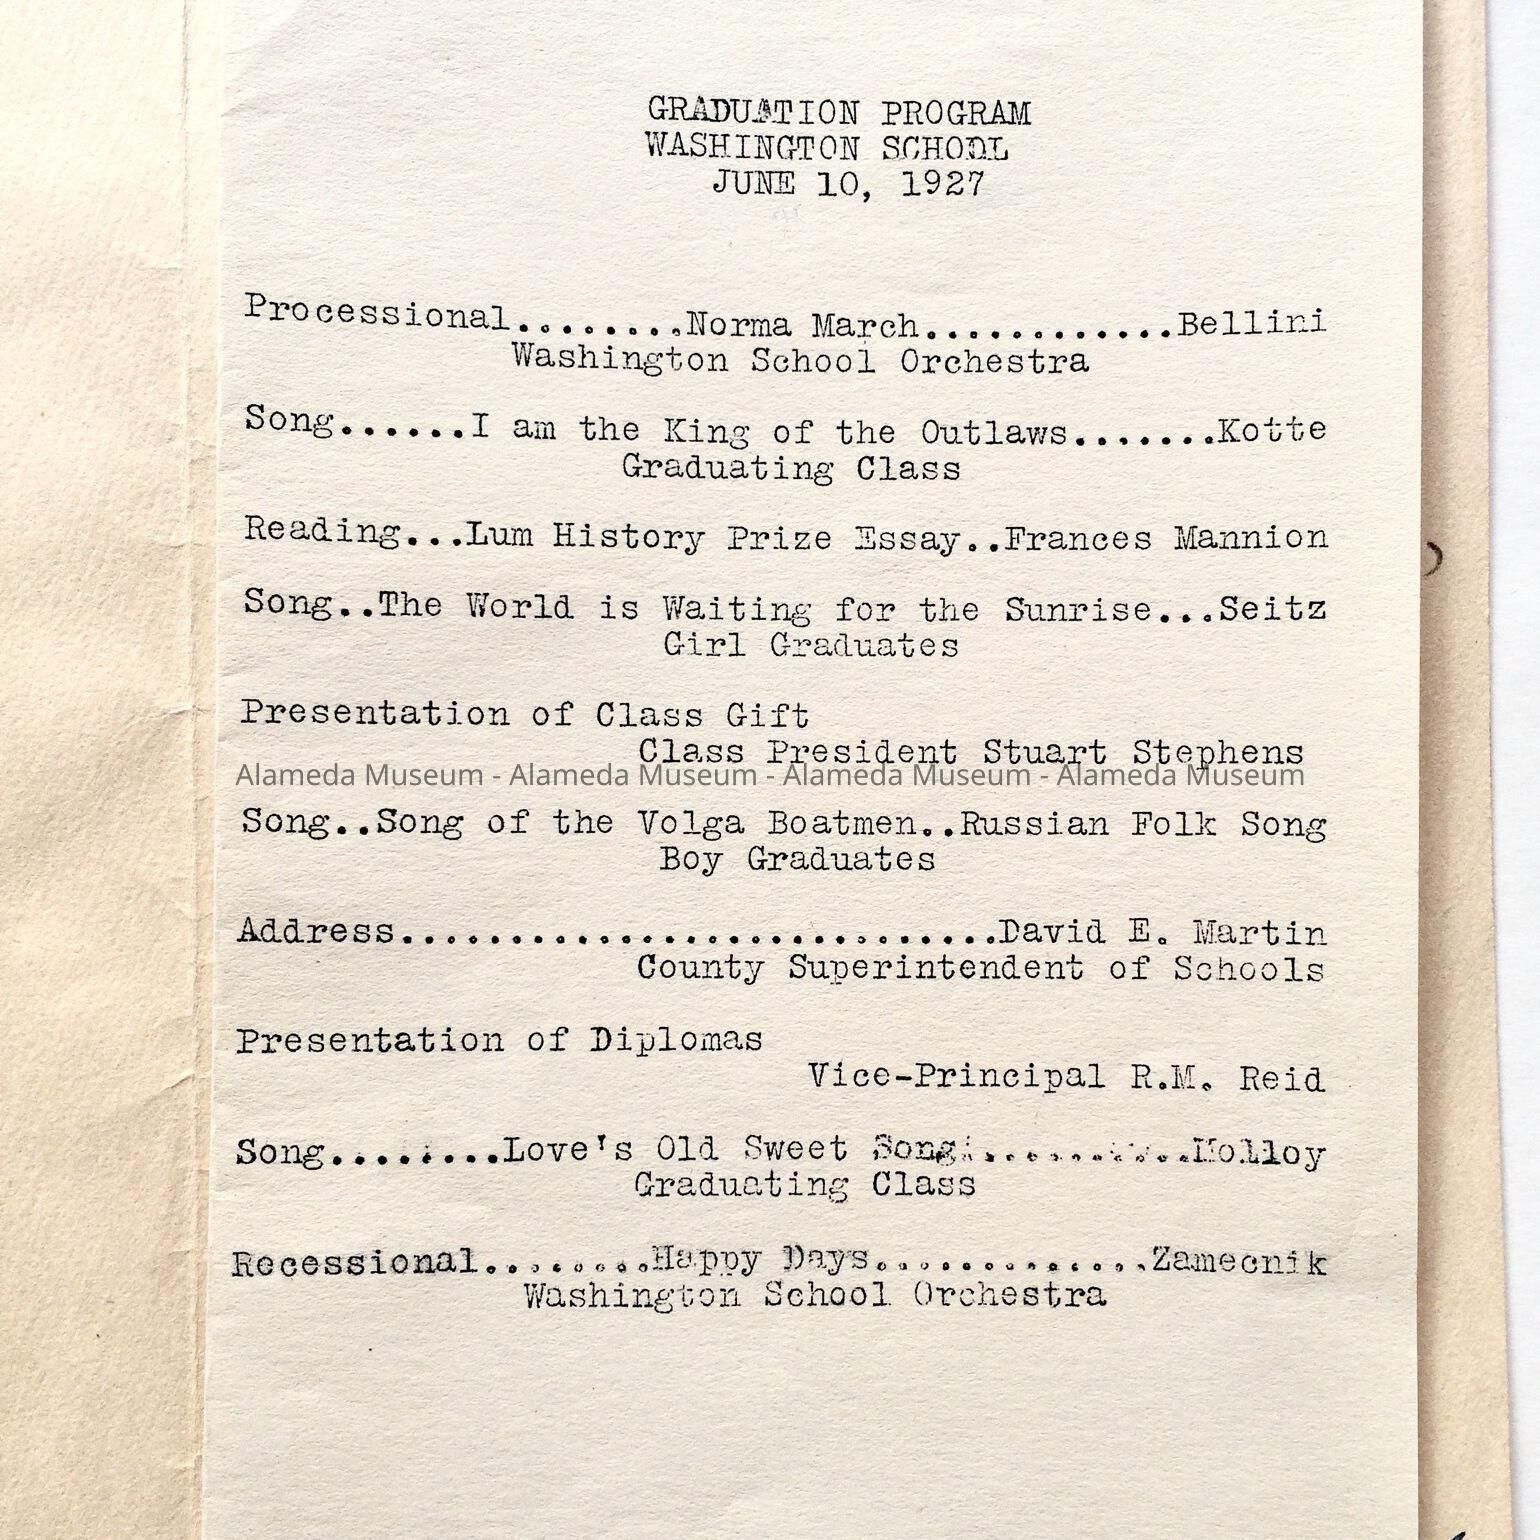 GRADUATION PROGRAM
WASHINGTON SCHOOL
JUNE 10, 1927
Processional........Norma March............Bellini
Washington School Orchestra
Song......I am the King of the Outlaws.......Kotte
Graduating Class
Reading...Lum History Prize Essay..Frances Mannion
Song..The World is Waiting for the Sunrise...Seitz
Girl Graduates
Presentation of Class Gift
Class President Stuart Stephens
Alameda Museum - Alameda Museum - Alameda Museum - Alameda Museum
Song..Song of the Volga Boatmen..Russian Folk Song
Boy Graduates
Address............................David E. Martin
County Superintendent of Schools
Presentation of Diplomas
Vice-Principal R.M. Reid
Song........Love's Old Sweet Song...........Molloy
Graduating Class
Recessional........Happy Days.............Zamecnik
Washington School Orchestra